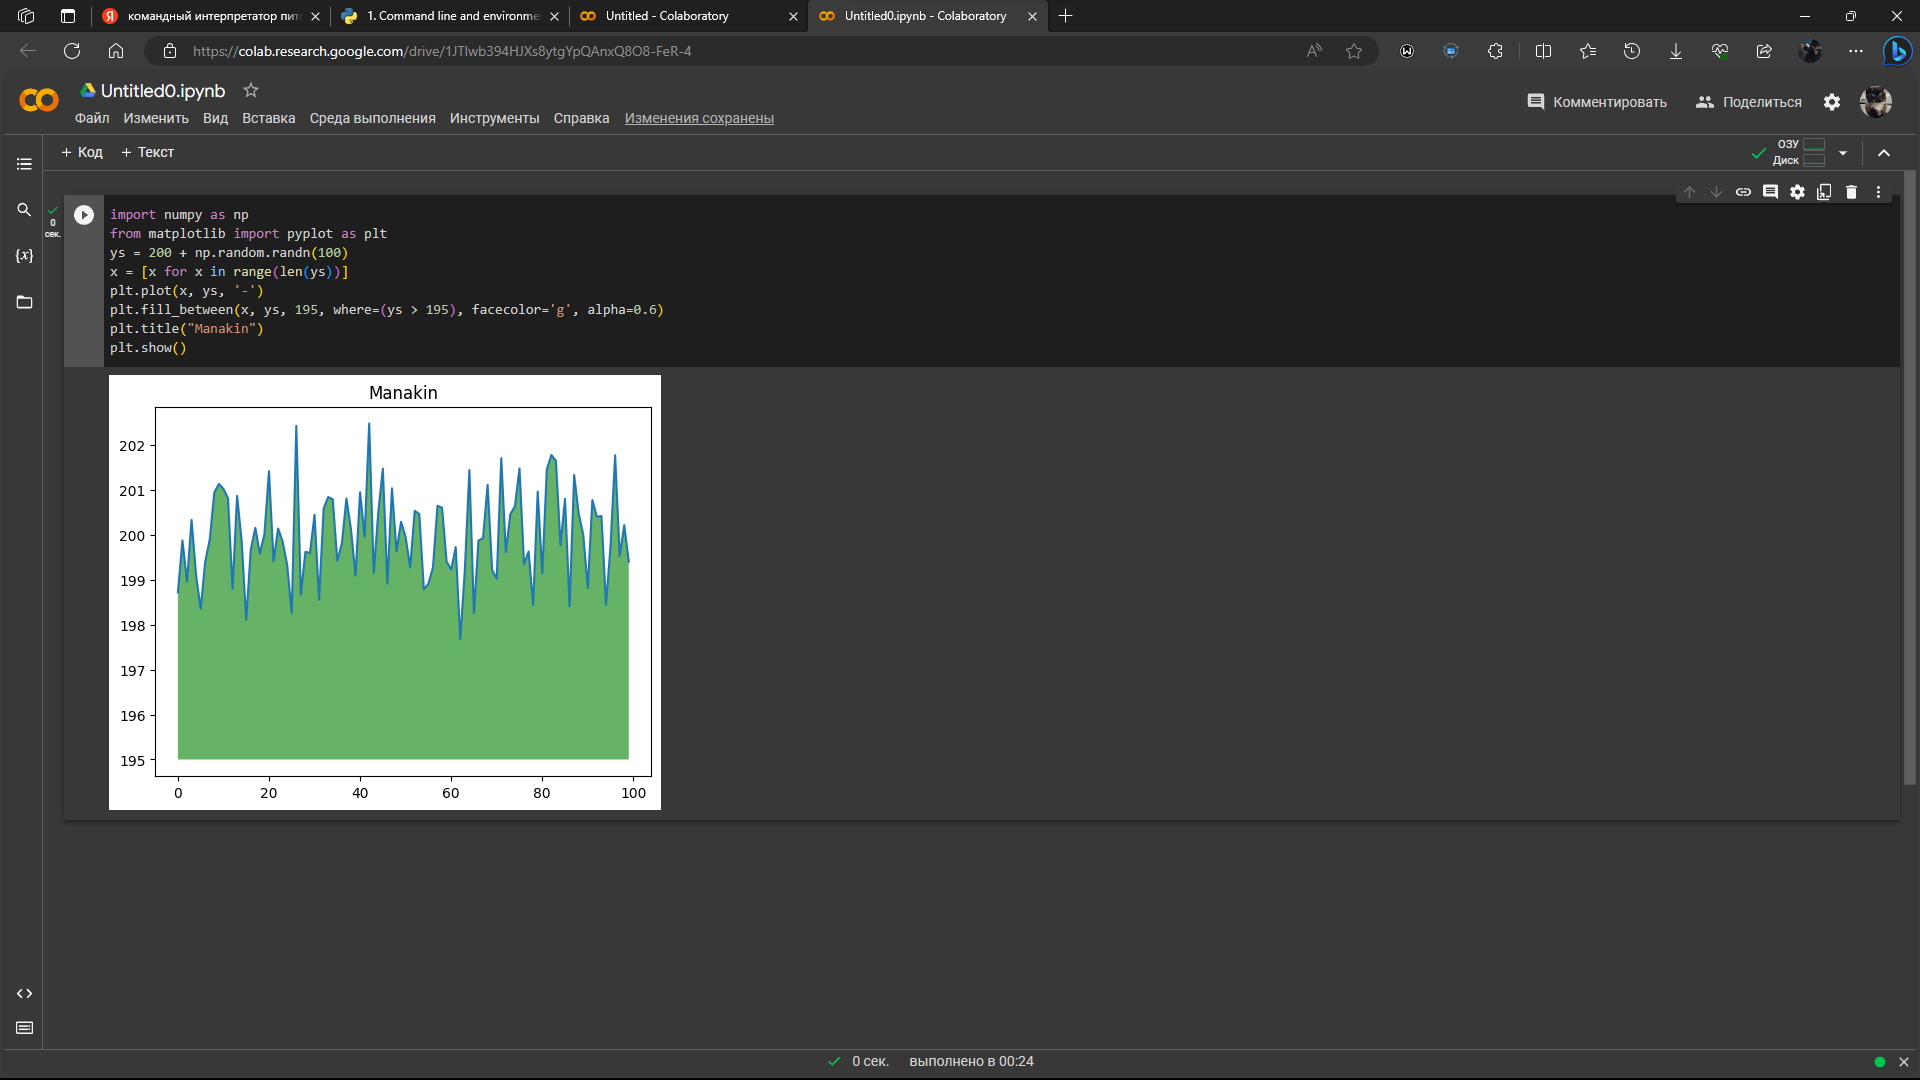 командный интерпретатор пит
1. Command line and environme
Untitled - Colaboratory
Untitled0.ipynb - Colaboratory
https://colab.research.google.com/drive/1JTlwb394HJXs8ytgYpQAnxQ8O8-FeR-4
Untitled0.ipynb
Файл Изменить Вид Вставка Среда выполнения Инструменты Справка Изменения сохранены
Комментировать
Поделиться
+ Код + Текст
ОЗУ
Диск
0
сек.
{x}
import numpy as np
from matplotlib import pyplot as plt
ys = 200 + np.random.randn(100)
x = [x for x in range(len(ys))]
plt.plot(x, ys, '-')
plt.fill_between(x, ys, 195, where=(ys > 195), facecolor='g', alpha=0.6)
plt.title("Manakin")
plt.show()
Manakin
202
201
200
199
198
197
196
195
0 20 40 60 80 100
0 сек. выполнено в 00:24